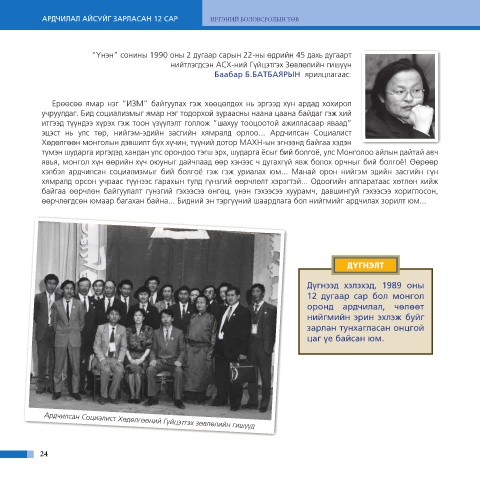 АРДЧИЛАЛ АЙСУЙГ ЗАРЛАСАН 12 САР
ИРГЭНИЙ БОЛОВСРОЛЫН ТӨВ
"Үнэн" сонины 1990 оны 2 дугаар сарын 22-ны өдрийн 45 дахь дугаарт
нийтлэгдсэн АСХ-ний Гүйцэтгэх Зөвлөлийн гишүүн
Баабар Б.БАТБАЯРЫН ярилцлагаас:
Ерөөсөө ямар нэг "ИЗМ" байгуулах гэж хөөцөлдөх нь эргээд хүн ардад хохирол
учруулдаг. Бид социализмыг ямар нэг тодорхой зураасны наана цаана байдаг гэж хий
итгээд түүндээ хүрэх гэж тоон үзүүлэлт голлож "шахуу тооцоотой ажилласаар яваад"
эцэст нь улс төр, нийгэм-эдийн засгийн хямралд орлоо... Ардчилсан Социалист
Хөдөлгөөн монголын дэвшилт бүх хүчин, түүний дотор МАХН-ын эгнээнд байгаа хэдэн
түмэн шударга иргэдэд хандан улс орондоо тэгш эрх, шударга ёсыг бий болгоё, улс Монголоо айлын дайтай авч
явъя, монгол хүн өөрийн хүч оюуныг дайчлаад өөр хэнээс ч дутахгүй явж болох орчныг бий болгоё! Өөрөөр
хэлбэл ардчилсан социализмыг бий болгоё гэж гэж уриалах юм... Манай орон нийгэм эдийн засгийн гүн
хямралд орсон учраас түүнээс гарахын тулд гүнзгий өөрчлөлт хэрэгтэй... Одоогийн аппаратаас хөтлөн хийж
байгаа өөрчлөн байгуулалт гүнзгий гэхээсээ өнгөц, үнэн гэхээсээ хуурамч, давшингуй гэхээсээ хориглосон,
өөрчлөгдсөн юмаар багахан байна... Бидний эн тэргүүний шаардлага бол нийгмийг ардчилах зорилт юм...
ДҮГНЭЛТ
Дүгнээд хэлэхэд, 1989 оны
12 дугаар сар бол монгол
оронд ардчилал, чөлөөт
нийгмийн эрин эхлэж буйг
зарлан тунхагласан онцгой
цаг үе байсан юм.
Ардчилсан Социалист Хөдөлгөөний Гүйцэтгэх зөвлөлийн гишүүд
24